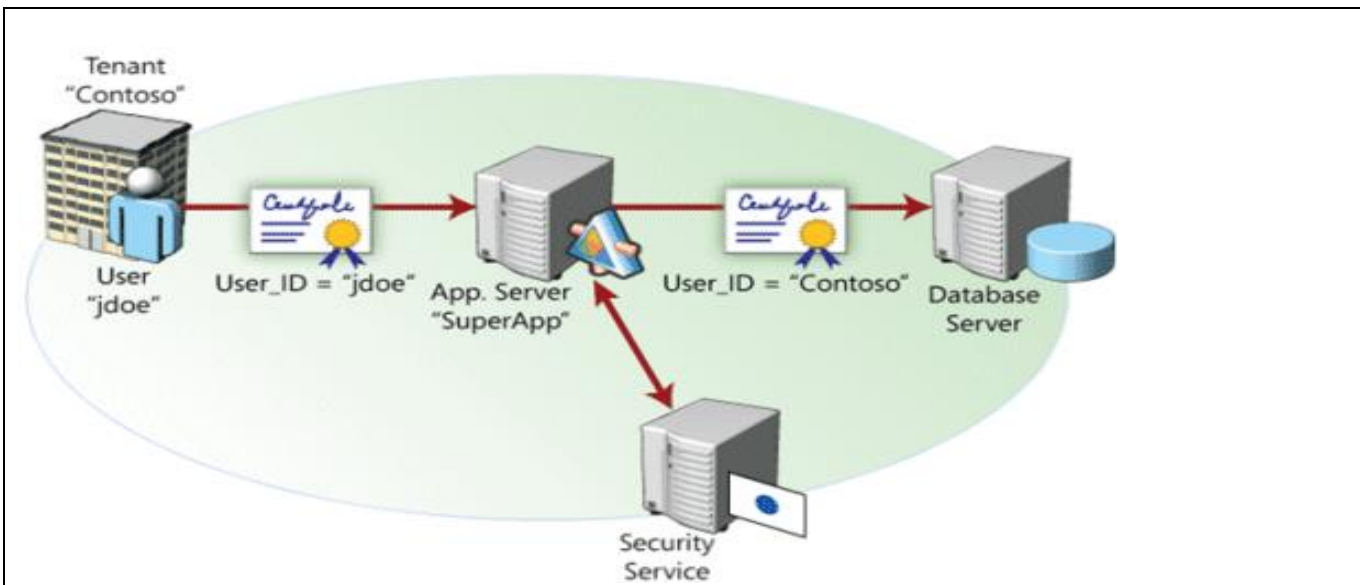 Tenant
"Contoso"
User
"jdoe"
User_ID = "jdoe"
App. Server
"SuperApp"
User_ID = "Contoso"
Database
Server
Security
Service